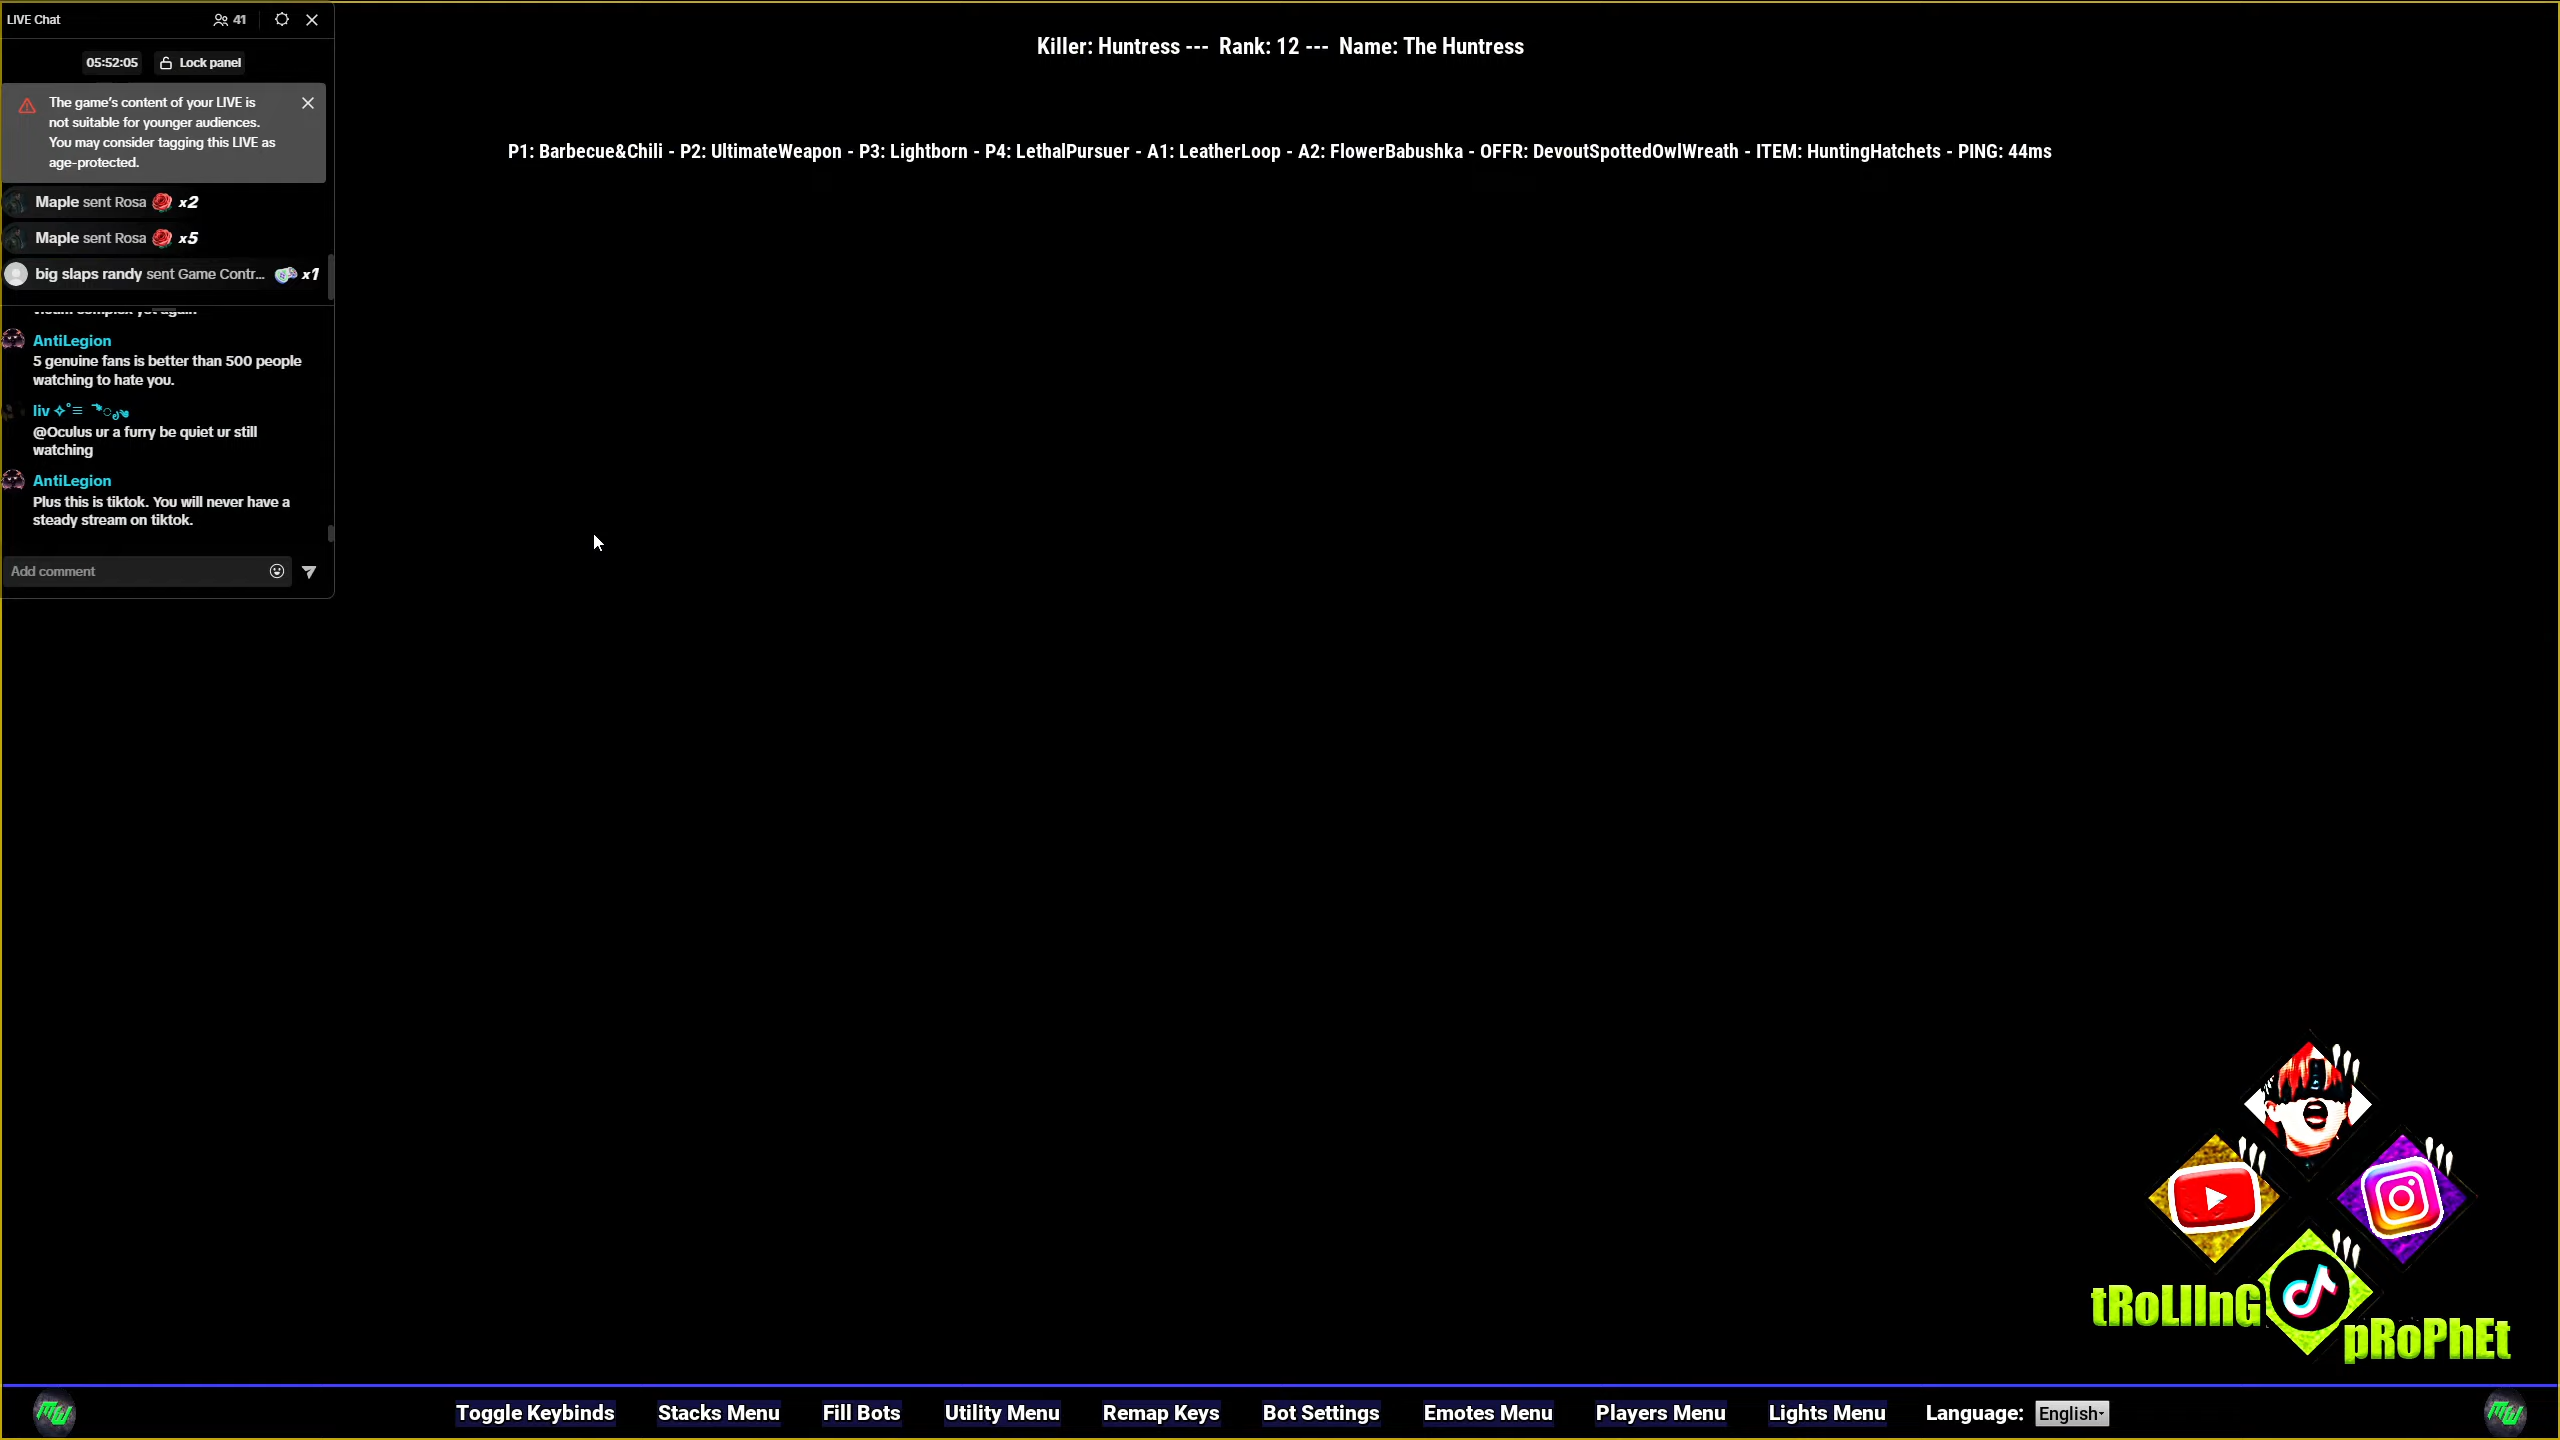 LIVE Chat
41
05:52:05
Lock panel
The game's content of your LIVE is
not suitable for younger audiences.
You may consider tagging this LIVE as
age-protected.
Maple sent Rosa x2
Maple sent Rosa x5
big slaps randy sent Game Contr... x1
AntiLegion
5 genuine fans is better than 500 people
watching to hate you.
liv
@Oculus ur a furry be quiet ur still
watching
AntiLegion
Plus this is tiktok. You will never have a
steady stream on tiktok.
Add comment
Killer: Huntress --- Rank: 12 --- Name: The Huntress
P1: Barbecue&Chili - P2: UltimateWeapon - P3: Lightborn - P4: LethalPursuer - A1: LeatherLoop - A2: FlowerBabushka - OFFR: DevoutSpottedOwlWreath - ITEM: HuntingHatchets - PING: 44ms
tRoLlInG
pRoPhEt
Toggle Keybinds
Stacks Menu
Fill Bots
Utility Menu
Remap Keys
Bot Settings
Emotes Menu
Players Menu
Lights Menu
Language: English